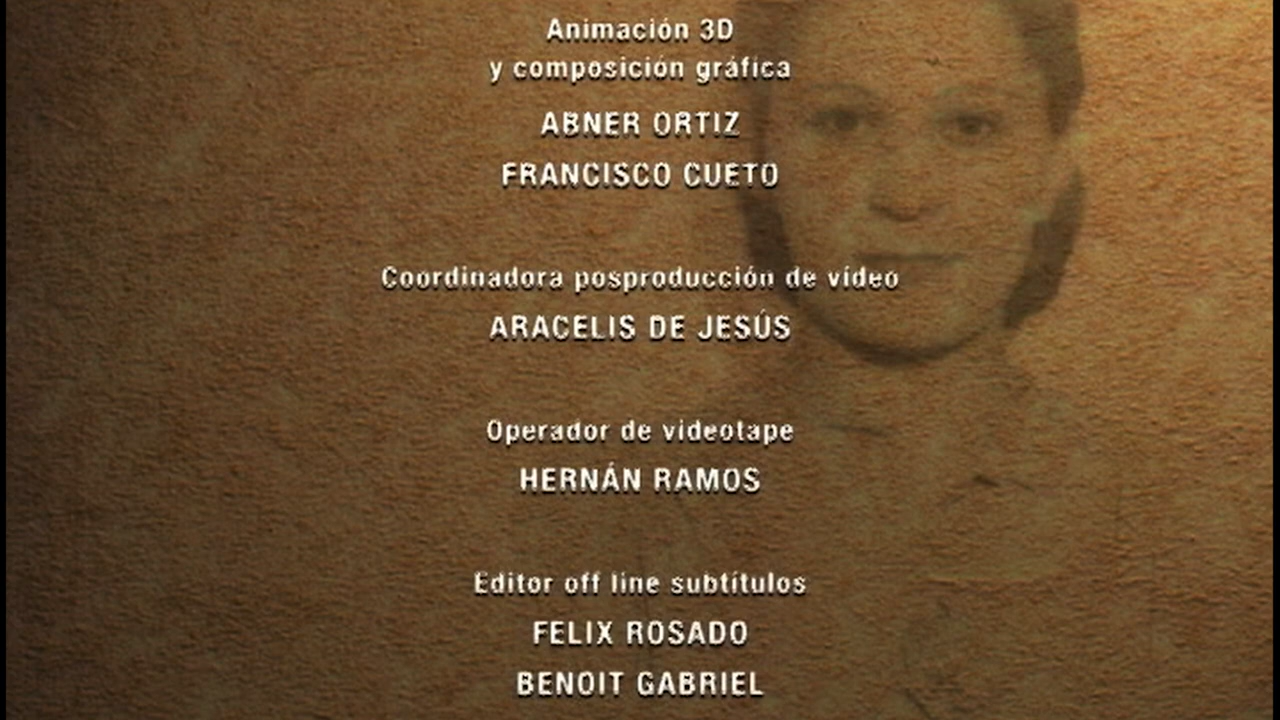 Animación 3D
y composición gráfica
ABNER ORTIZ
FRANCISCO CUETO
Coordinadora posproducción de vídeo
ARACELIS DE JESÚS
Operador de videotape
HERNÁN RAMOS
Editor off line subtítulos
FELIX ROSADO
BENOIT GABRIEL